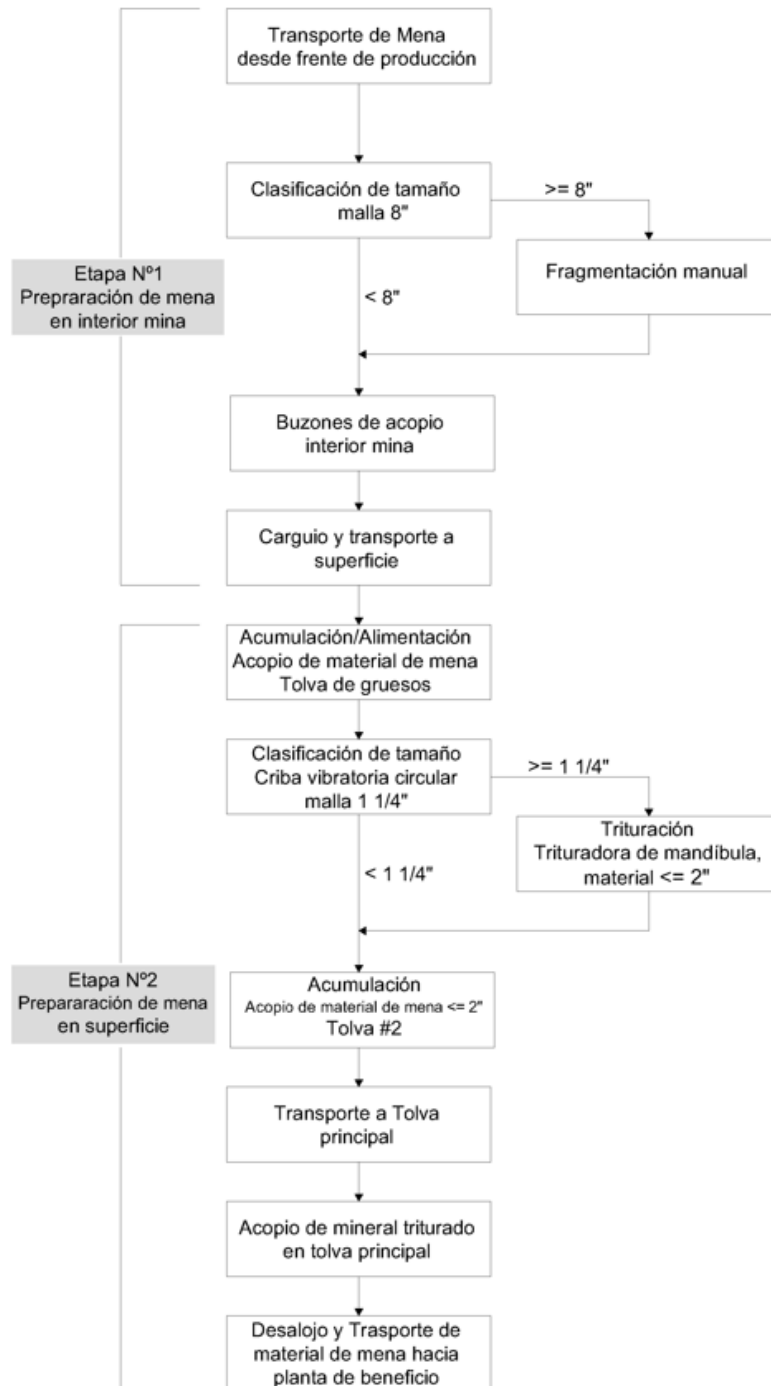 Transporte de Mena
desde frente de producción
Clasificación de tamaño
malla 8"
>= 8"
Fragmentación manual
< 8"
Etapa Nº1
Prepraración de mena
en interior mina
Buzones de acopio
interior mina
Carguio y transporte a
superficie
Acumulación/Alimentación
Acopio de material de mena
Tolva de gruesos
Clasificación de tamaño
Criba vibratoria circular
malla 1 1/4"
>= 1 1/4"
Trituración
Trituradora de mandíbula,
material <= 2"
< 1 1/4"
Etapa Nº2
Prepararación de mena
en superficie
Acumulación
Acopio de material de mena <= 2"
Tolva #2
Transporte a Tolva
principal
Acopio de mineral triturado
en tolva principal
Desalojo y Trasporte de
material de mena hacia
planta de beneficio